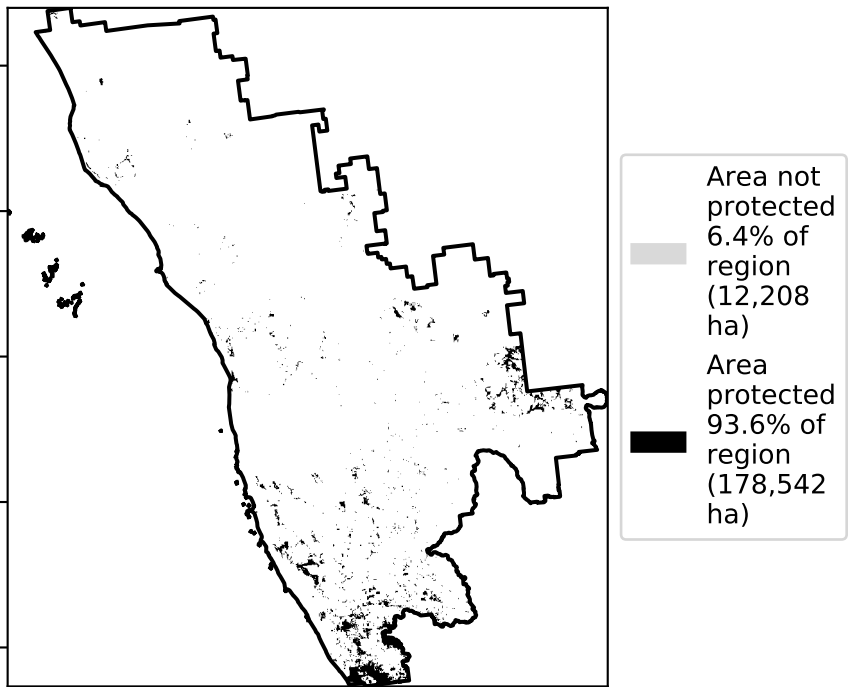 Area not
protected
6.4% of
region
(12,208
ha)
Area
protected
93.6% of
region
(178,542
ha)